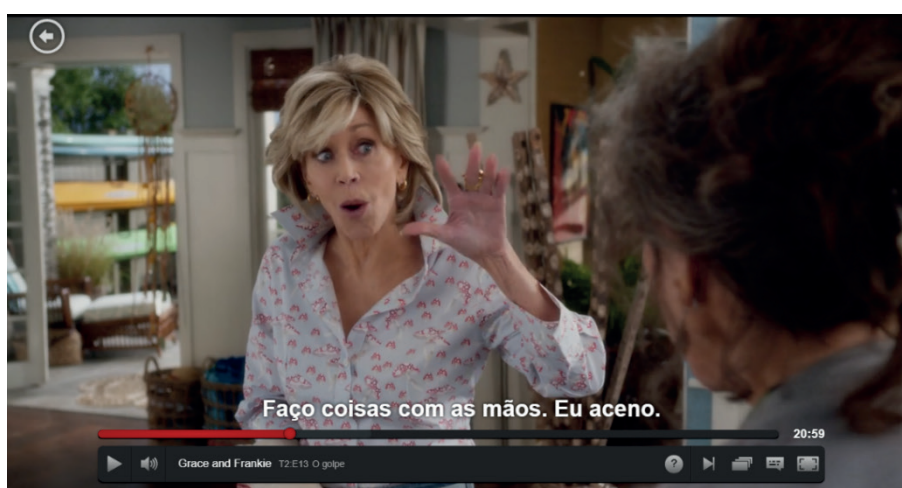 Faço coisas com as mãos. Eu aceno.
20:59
Grace and Frankie T2:E13 O golpe
?